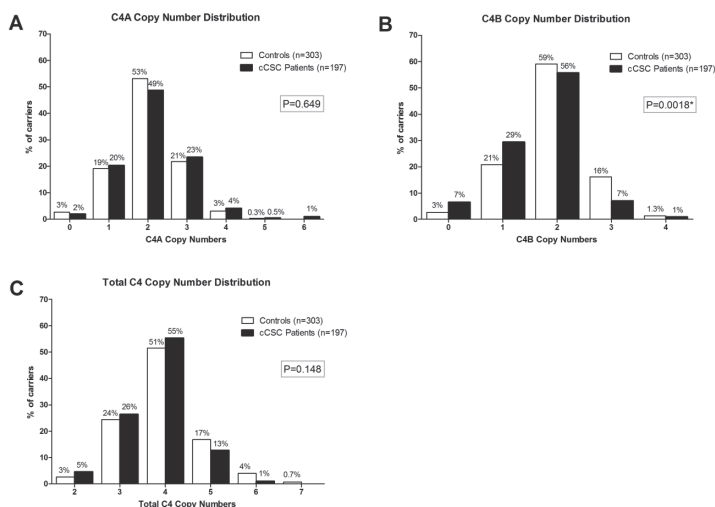 A
C4A Copy Number Distribution
70
60
50
40
30
20
10
0
% of carriers
Controls (n=303)
cCSC Patients (n=197)
P=0.649
3% 2% 19% 20% 53% 49% 21% 23% 3% 4% 0.3% 0.5% 1%
0 1 2 3 4 5 6
C4A Copy Numbers
B
C4B Copy Number Distribution
70
60
50
40
30
20
10
0
% of carriers
Controls (n=303)
cCSC Patients (n=197)
P=0.0018*
3% 7% 21% 29% 59% 56% 16% 7% 1.3% 1%
0 1 2 3 4
C4B Copy Numbers
C
Total C4 Copy Number Distribution
70
60
50
40
30
20
10
0
% of carriers
Controls (n=303)
cCSC Patients (n=197)
P=0.148
3% 5% 24% 26% 51% 55% 17% 13% 4% 1% 0.7%
2 3 4 5 6 7
Total C4 Copy Numbers